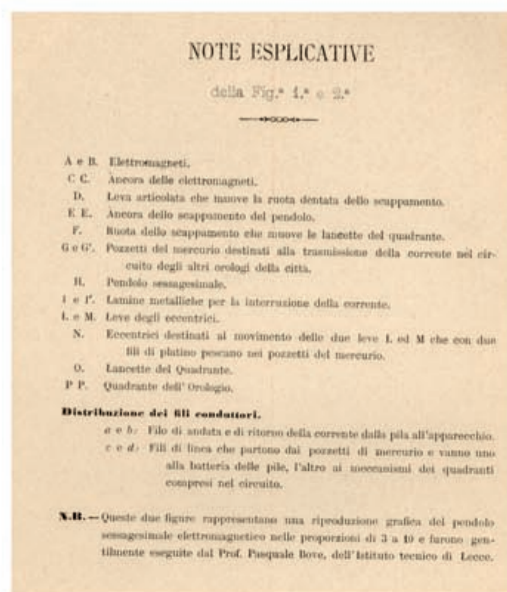 NOTE ESPLICATIVE
della Fig.ª 1.ª e 2.ª
A e B. Elettromagneti.
C C. Ancora delle elettromagneti.
D. Leva articolata che muove la ruota dentata dello scappamento.
E E. Ancora dello scappamento del pendolo.
F. Ruota dello scappamento che muove le lancette del quadrante.
G e G'. Pozzetti del mercurio destinati alla trasmissione della corrente nel cir-
cuito degli altri orologi della città.
H. Pendolo sessagesimale.
I e I'. Lamine metalliche per la interruzione della corrente.
L e M. Leve degli eccentrici.
N. Eccentrici destinati al movimento delle due leve L ed M che con due
fili di platino pescano nei pozzetti del mercurio.
O. Lancette del Quadrante.
P P. Quadrante dell' Orologio.
Distribuzione dei fili conduttori.
a e b: Filo di andata e di ritorno della corrente dalla pila all'apparecchio.
c e d: Fili di linea che partono dai pozzetti di mercurio e vanno uno
alla batteria delle pile, l'altro ai meccanismi dei quadranti
compresi nel circuito.
N.B. — Queste due figure rappresentano una riproduzione grafica del pendolo
sessagesimale elettromagnetico nelle proporzioni di 3 a 10 e furono gen-
tilmente eseguite dal Prof. Pasquale Bove, dell'Istituto tecnico di Lecce.